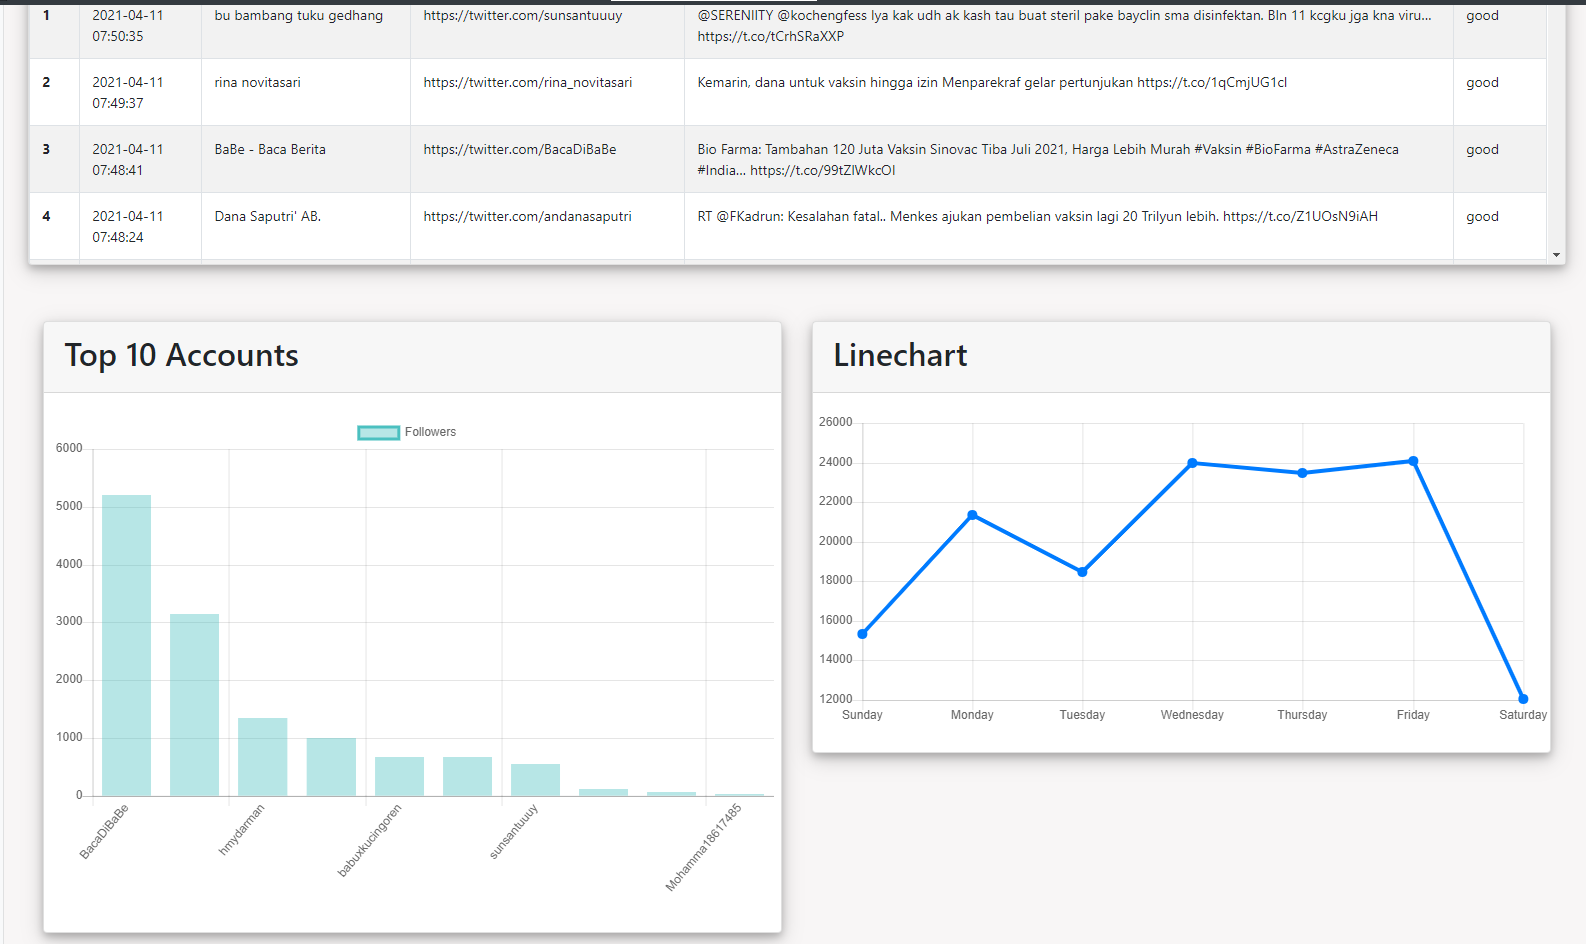 1 2021-04-11 bu bambang tuku gedhang https://twitter.com/sunsantuuuy @SERENIITY @kochengfess Iya kak udh ak kash tau buat steril pake bayclin sma disinfektan. Bln 11 kcgku jga kna viru... good
07:50:35 https://t.co/tCrhSRaXXP
2 2021-04-11 rina novitasari https://twitter.com/rina_novitasari Kemarin, dana untuk vaksin hingga izin Menparekraf gelar pertunjukan https://t.co/1qCmjUG1cI good
07:49:37
3 2021-04-11 BaBe - Baca Berita https://twitter.com/BacaDiBaBe Bio Farma: Tambahan 120 Juta Vaksin Sinovac Tiba Juli 2021, Harga Lebih Murah #Vaksin #BioFarma #AstraZeneca good
07:48:41 #India... https://t.co/99tZIWkcOI
4 2021-04-11 Dana Saputri' AB. https://twitter.com/andanasaputri RT @FKadrun: Kesalahan fatal.. Menkes ajukan pembelian vaksin lagi 20 Trilyun lebih. https://t.co/Z1UOsN9iAH good
07:48:24
Top 10 Accounts
Followers
6000
5000
4000
3000
2000
1000
0
BacaDiBaBe
hmydarman
babuxkucingoren
sunsantuuuy
Mohamma18617485
Linechart
26000
24000
22000
20000
18000
16000
14000
12000
Sunday Monday Tuesday Wednesday Thursday Friday Saturday